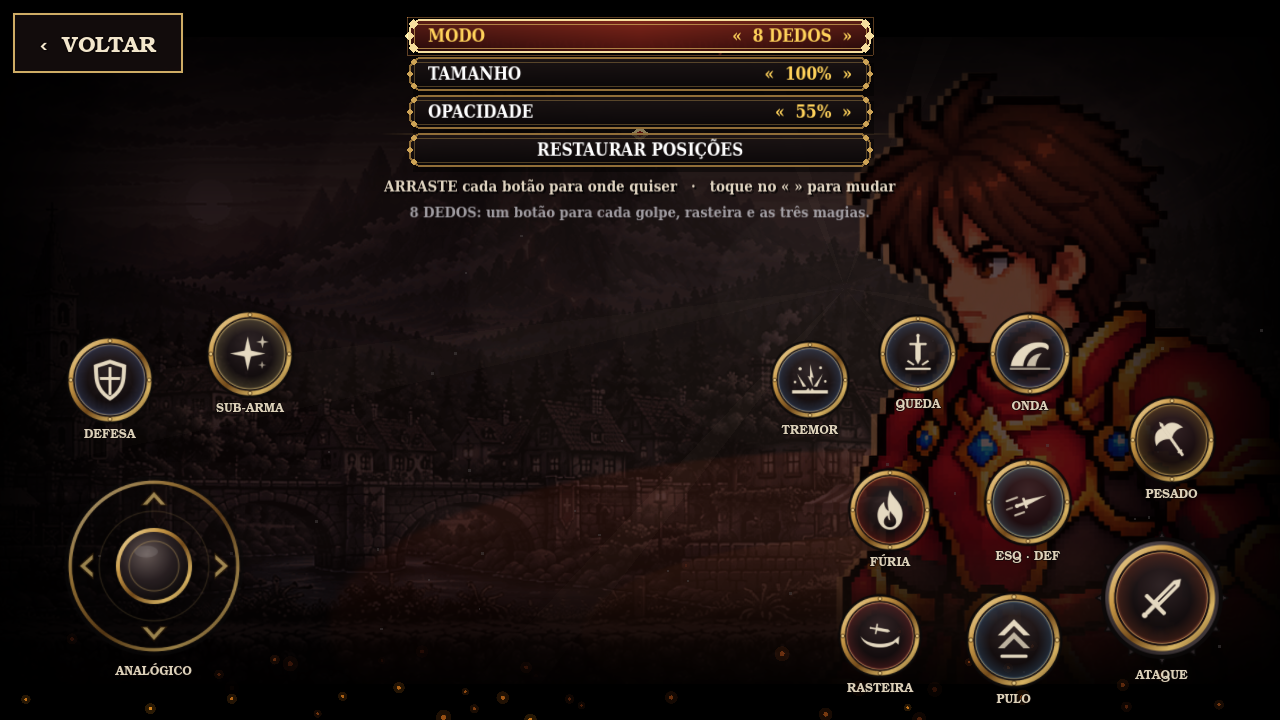 ‹ VOLTAR
MODO « 8 DEDOS »
TAMANHO « 100% »
OPACIDADE « 55% »
RESTAURAR POSIÇÕES
ARRASTE cada botão para onde quiser · toque no « » para mudar
8 DEDOS: um botão para cada golpe, rasteira e as três magias.
DEFESA
SUB-ARMA
TREMOR
QUEDA
ONDA
PESADO
FÚRIA
ESQ · DEF
ANALÓGICO
RASTEIRA
PULO
ATAQUE